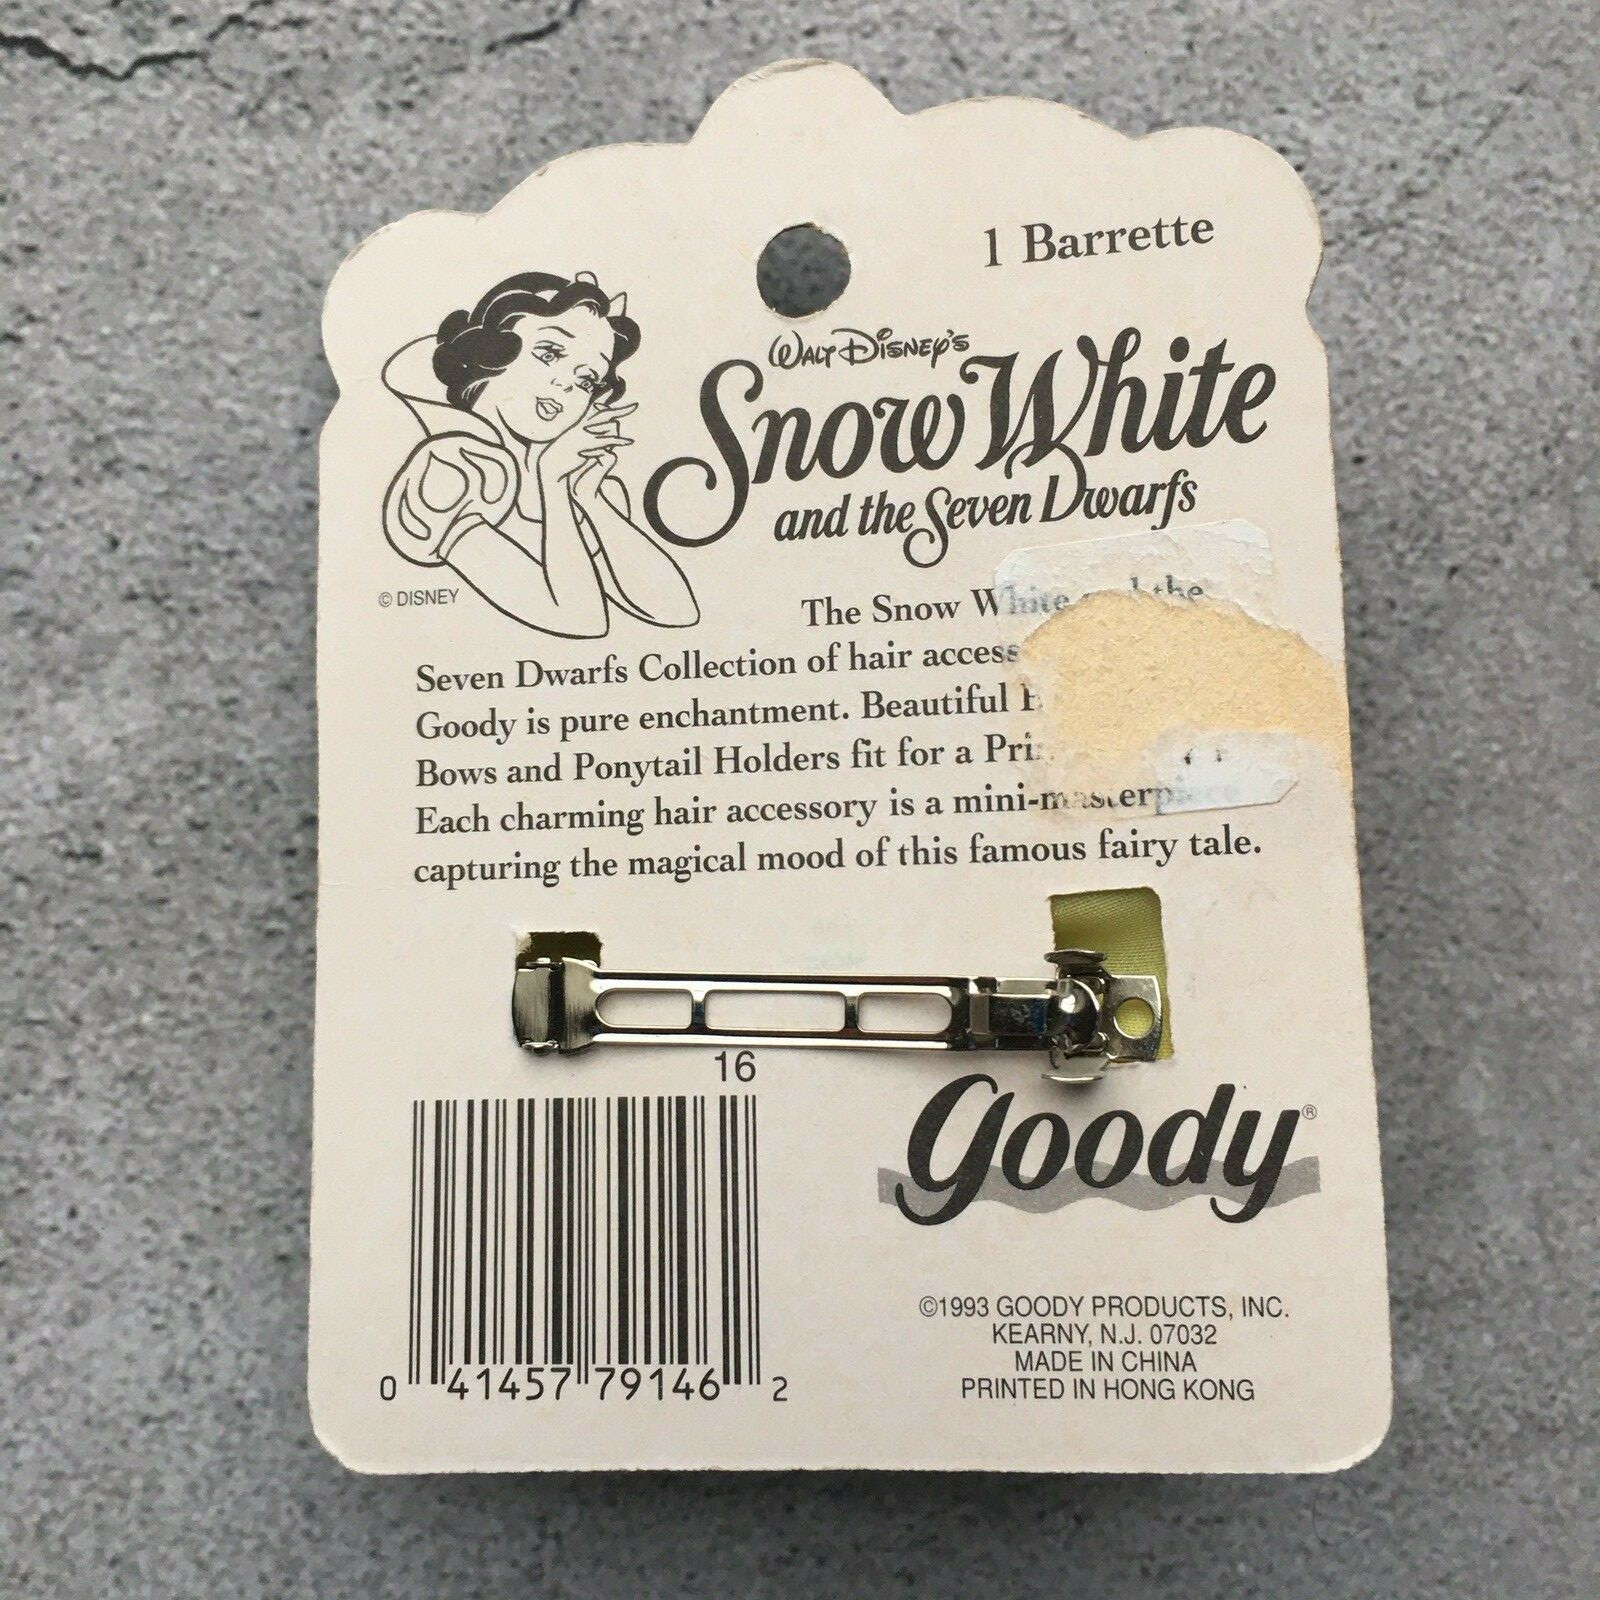 1 Barrette
Walt Disney's
Snow White
and the Seven Dwarfs
© DISNEY
The Snow White and the
Seven Dwarfs Collection of hair
Goody is pure enchantment. Beautiful
Bows and Ponytail Holders fit for a
Each charming hair accessory is a mini-masterpiece
capturing the magical mood of this famous fairy tale.
16
goody®
0 41457 79146 2
©1993 GOODY PRODUCTS, INC.
KEARNY, N.J. 07032
MADE IN CHINA
PRINTED IN HONG KONG